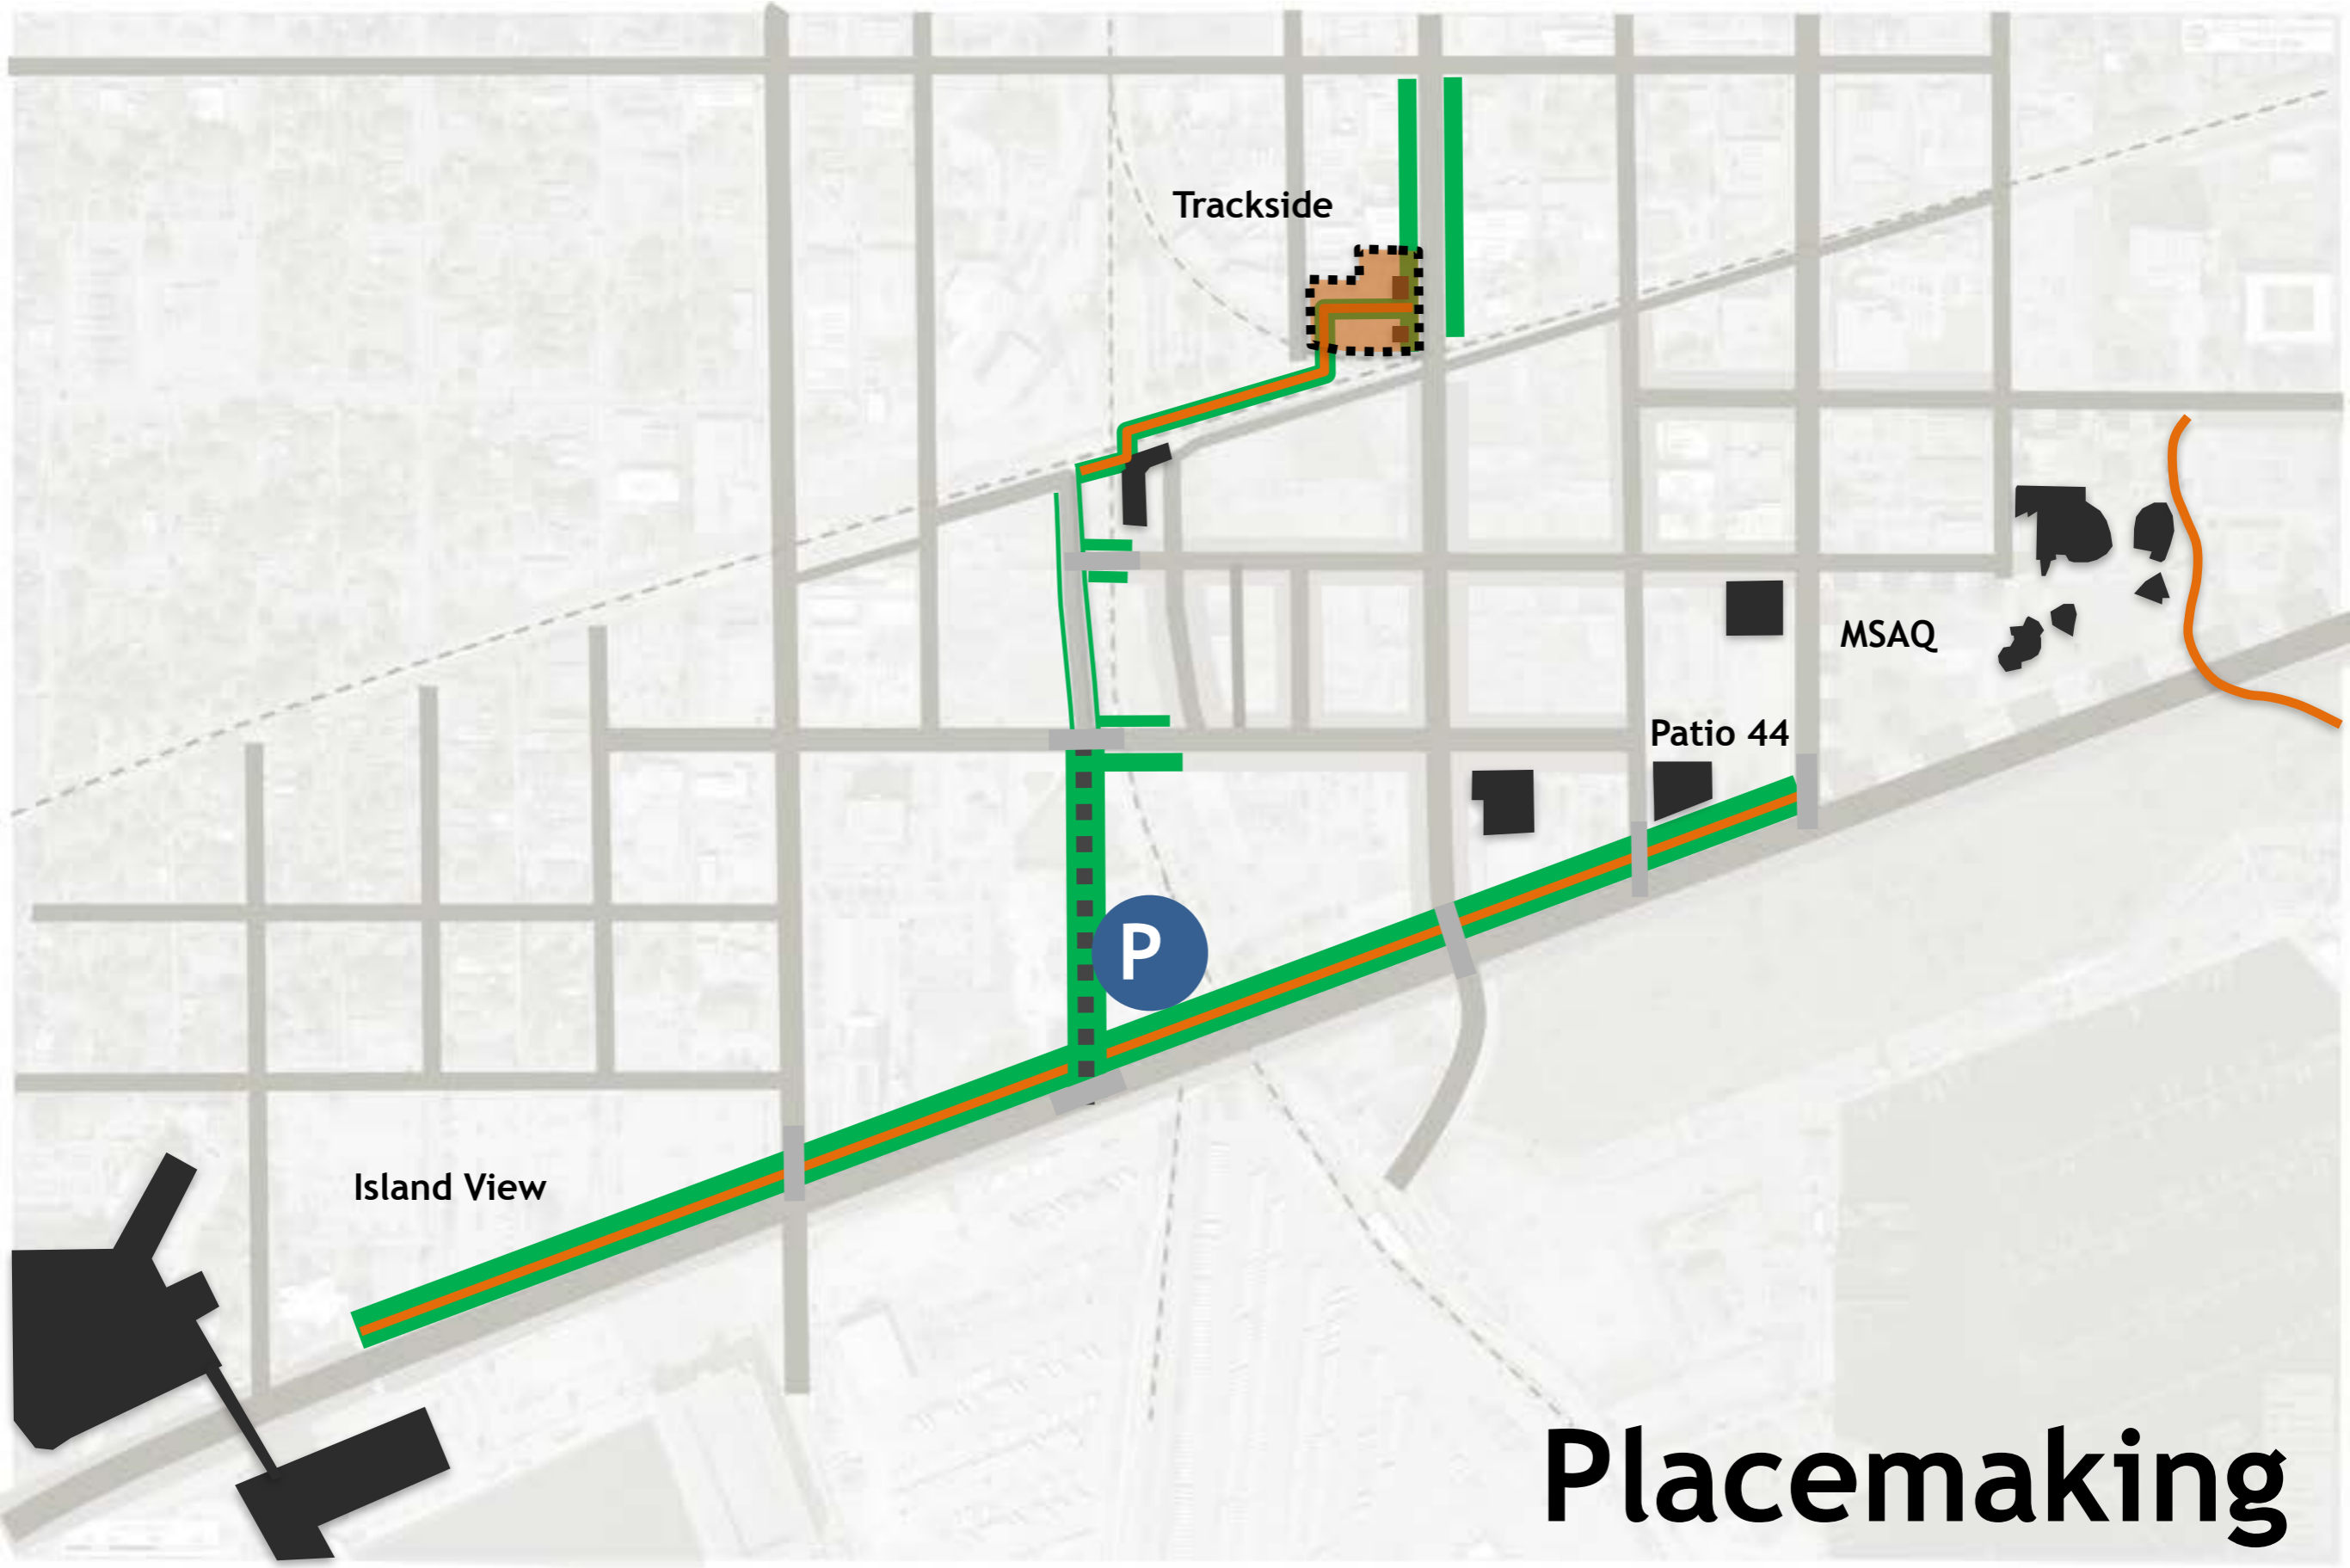 Trackside
MSAQ
Patio 44
P
Island View
Placemaking